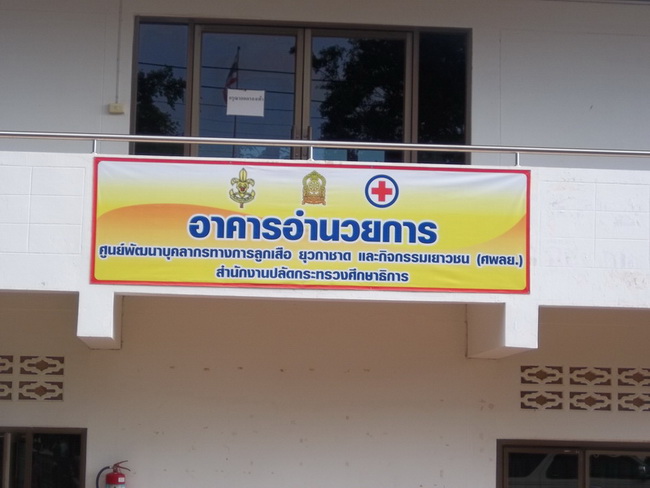 อาคารอำนวยการ
ศูนย์พัฒนาบุคลากรทางการลูกเสือ ยุวกาชาด และกิจกรรมเยาวชน (ศพลย.)
สำนักงานปลัดกระทรวงศึกษาธิการ